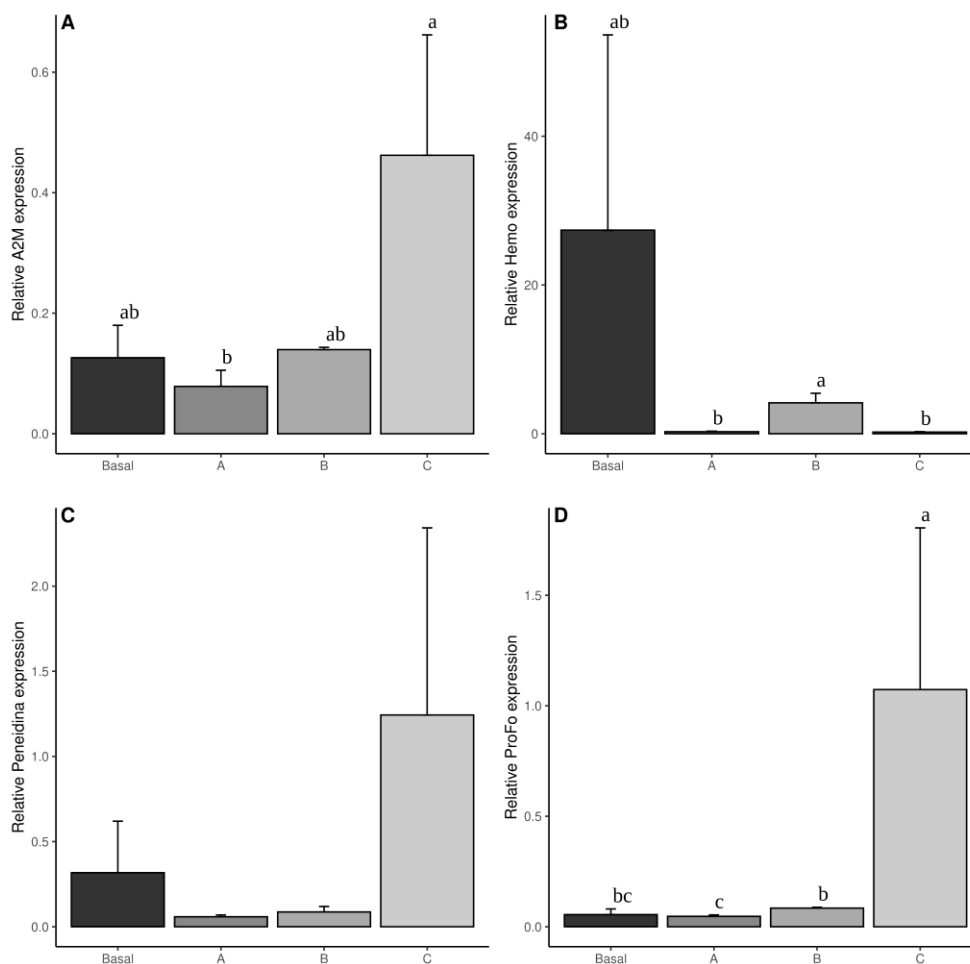 A
a
Relative A2M expression
0.6
0.4
0.2
0.0
ab
b
ab
Basal A B C
B
ab
Relative Hemo expression
40
20
0
b
a
b
Basal A B C
C
Relative Peneidina expression
2.0
1.5
1.0
0.5
0.0
Basal A B C
D
a
Relative ProFo expression
1.5
1.0
0.5
0.0
bc
c
b
Basal A B C